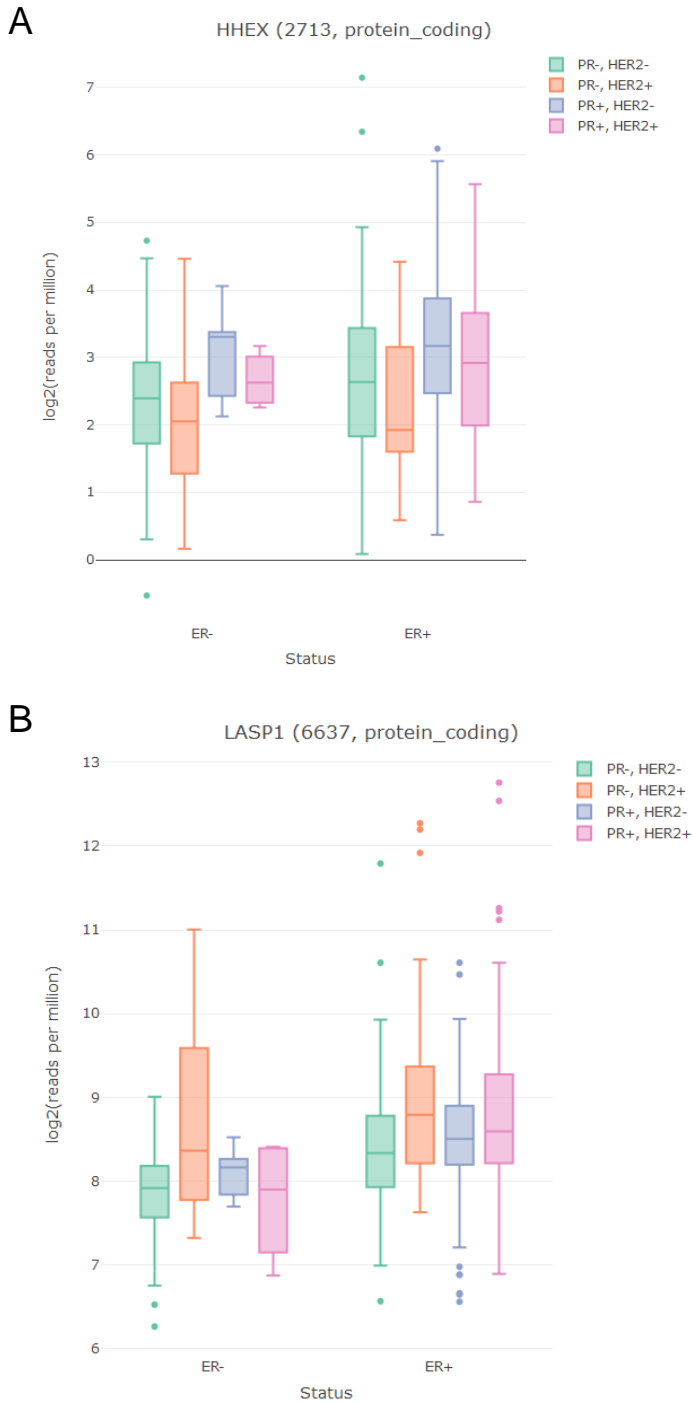 A
HHEX (2713, protein_coding)
PR-, HER2-
PR-, HER2+
PR+, HER2-
PR+, HER2+
7
6
5
4
3
2
1
0
log2(reads per million)
ER-
ER+
Status
B
LASP1 (6637, protein_coding)
PR-, HER2-
PR-, HER2+
PR+, HER2-
PR+, HER2+
13
12
11
10
9
8
7
6
log2(reads per million)
ER-
ER+
Status